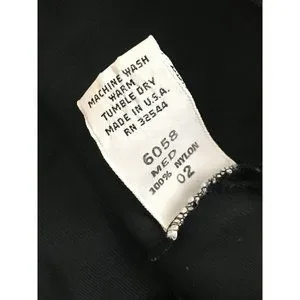 MACHINE WASH
WARM
TUMBLE DRY
MADE IN U.S.A.
RN 32544
6058
MED
100% NYLON
02